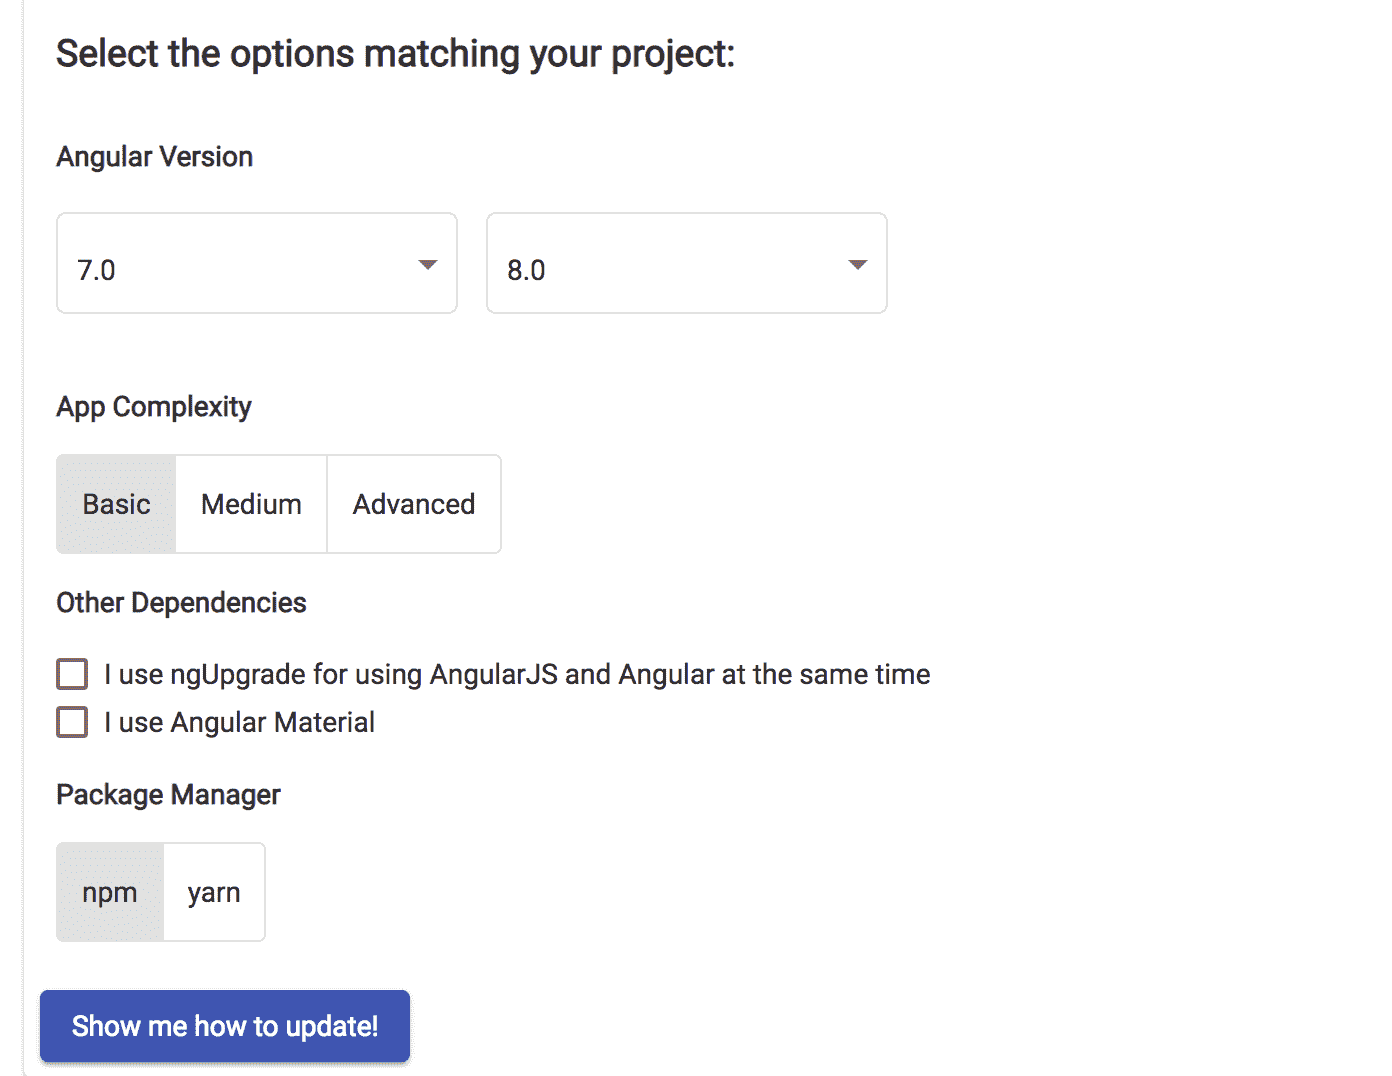 Select the options matching your project:
Angular Version
7.0 8.0
App Complexity
Basic Medium Advanced
Other Dependencies
I use ngUpgrade for using AngularJS and Angular at the same time
I use Angular Material
Package Manager
npm yarn
Show me how to update!